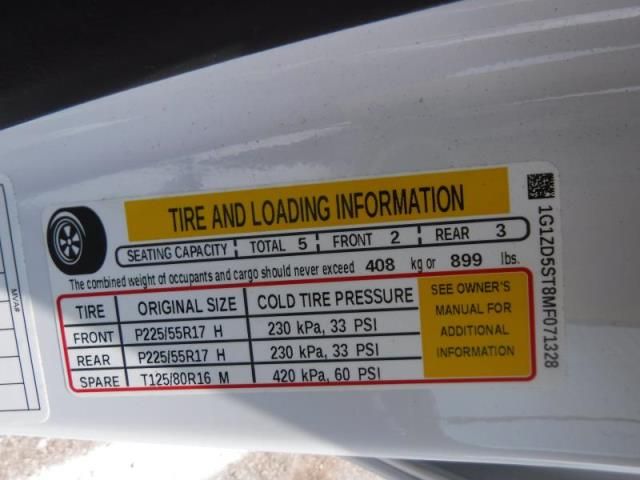 TIRE AND LOADING INFORMATION
SEATING CAPACITY TOTAL 5 FRONT 2 REAR 3
The combined weight of occupants and cargo should never exceed 408 kg or 899 lbs.
TIRE ORIGINAL SIZE COLD TIRE PRESSURE
FRONT P225/55R17 H 230 kPa, 33 PSI
REAR P225/55R17 H 230 kPa, 33 PSI
SPARE T125/80R16 M 420 kPa, 60 PSI
SEE OWNER'S
MANUAL FOR
ADDITIONAL
INFORMATION
1G1ZD5ST8MF071328
MVAR